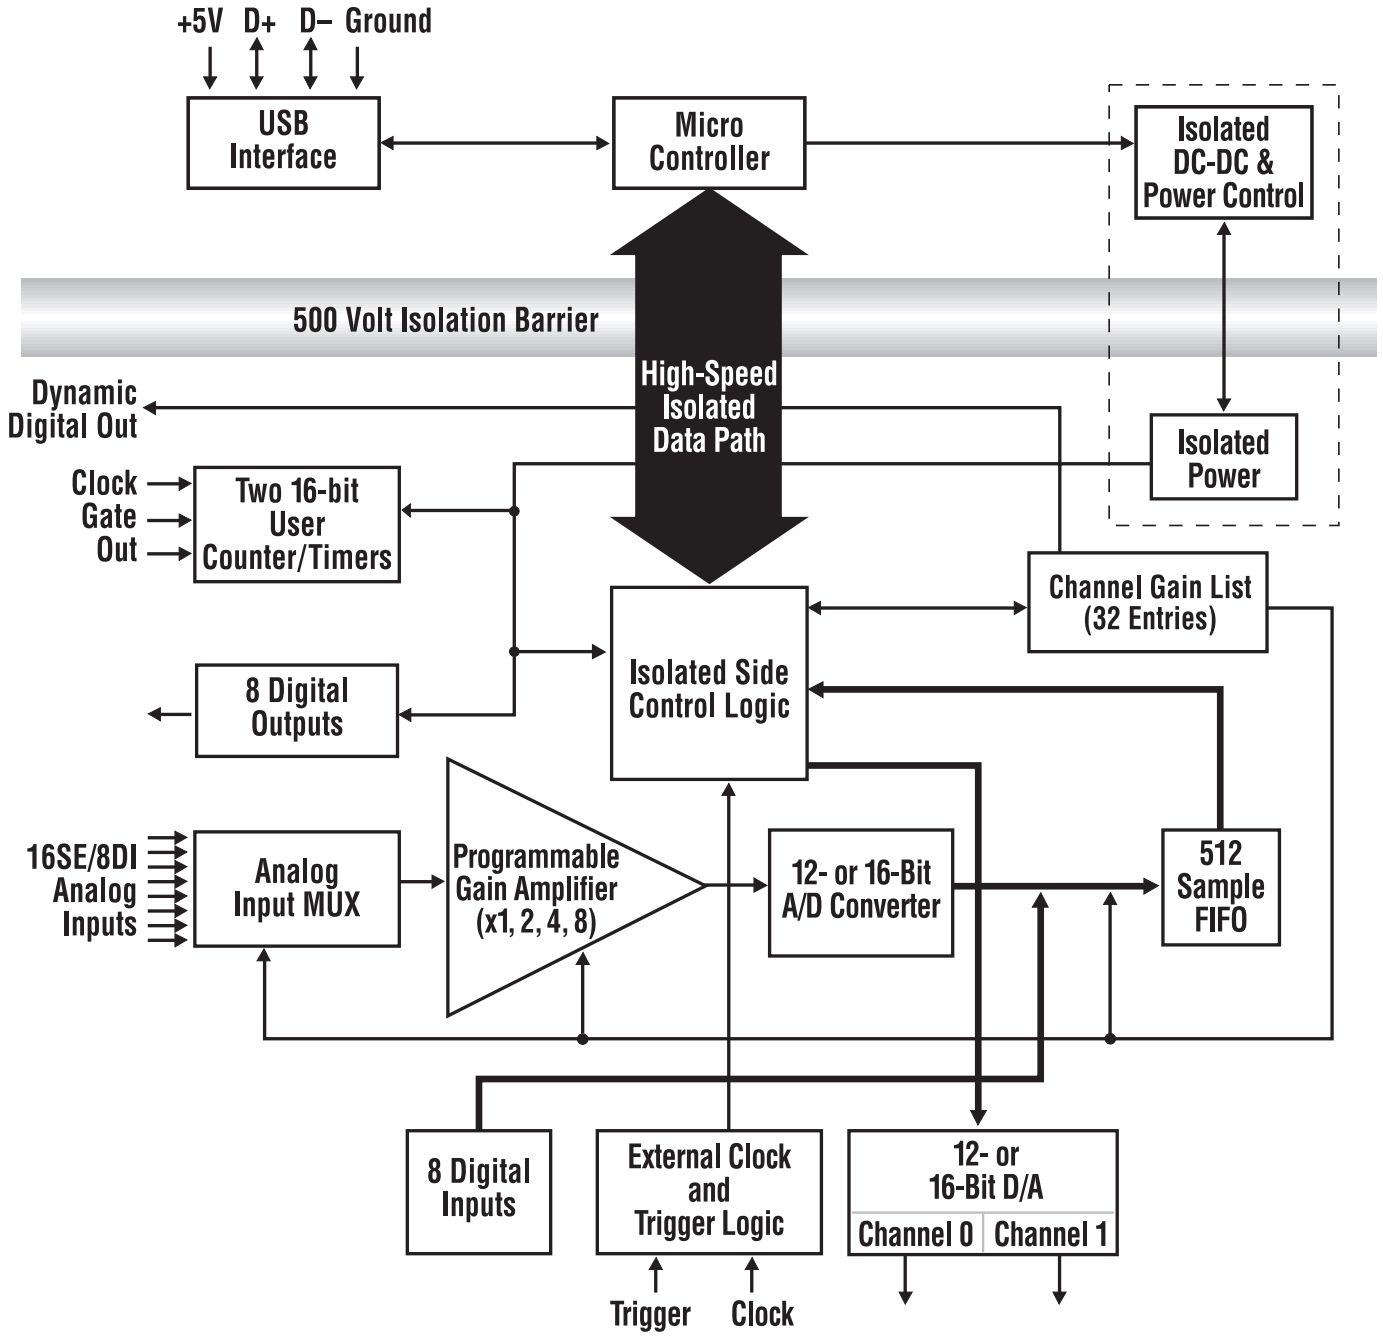 +5V D+ D– Ground
USB
Interface
Micro
Controller
Isolated
DC-DC &
Power Control
500 Volt Isolation Barrier
High-Speed
Isolated
Data Path
Dynamic
Digital Out
Isolated
Power
Clock
Gate
Out
Two 16-bit
User
Counter/Timers
Channel Gain List
(32 Entries)
Isolated Side
Control Logic
8 Digital
Outputs
16SE/8DI
Analog
Inputs
Analog
Input MUX
Programmable
Gain Amplifier
(x1, 2, 4, 8)
12- or 16-Bit
A/D Converter
512
Sample
FIFO
8 Digital
Inputs
External Clock
and
Trigger Logic
12- or
16-Bit D/A
Channel 0 Channel 1
Trigger Clock